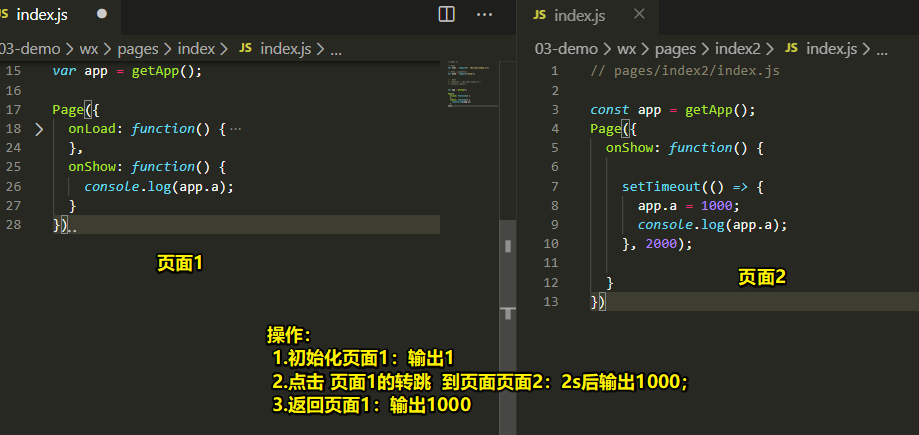 JS index.js ●
03-demo > wx > pages > index > JS index.js > ...
15 var app = getApp();
16
17 Page({
18 > onLoad: function() { ···
24 },
25 onShow: function() {
26 console.log(app.a);
27 }
28 })..
页面1
JS index.js ×
03-demo > wx > pages > index2 > JS index.js > ...
1 // pages/index2/index.js
2
3 const app = getApp();
4 Page({
5 onShow: function() {
6
7 setTimeout(() => {
8 app.a = 1000;
9 console.log(app.a);
10 }, 2000);
11
12 }
13 })
页面2
操作：
1.初始化页面1：输出1
2.点击 页面1的转跳 到页面页面2：2s后输出1000；
3.返回页面1：输出1000